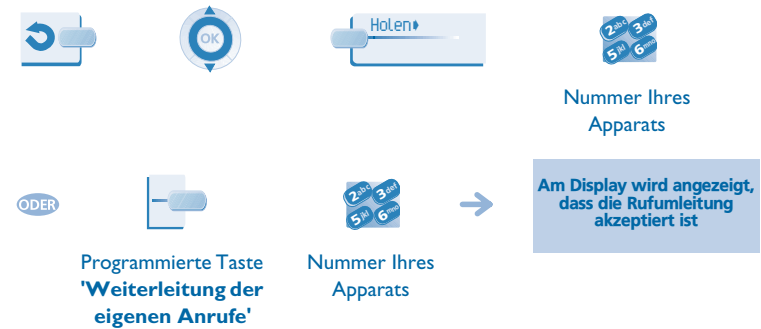 OK
Holen
2abc 3def
5jkl 6mno
Nummer Ihres
Apparats
ODER
2abc 3def
5jkl 6mno
Am Display wird angezeigt,
dass die Rufumleitung
akzeptiert ist
Programmierte Taste
'Weiterleitung der
eigenen Anrufe'
Nummer Ihres
Apparats